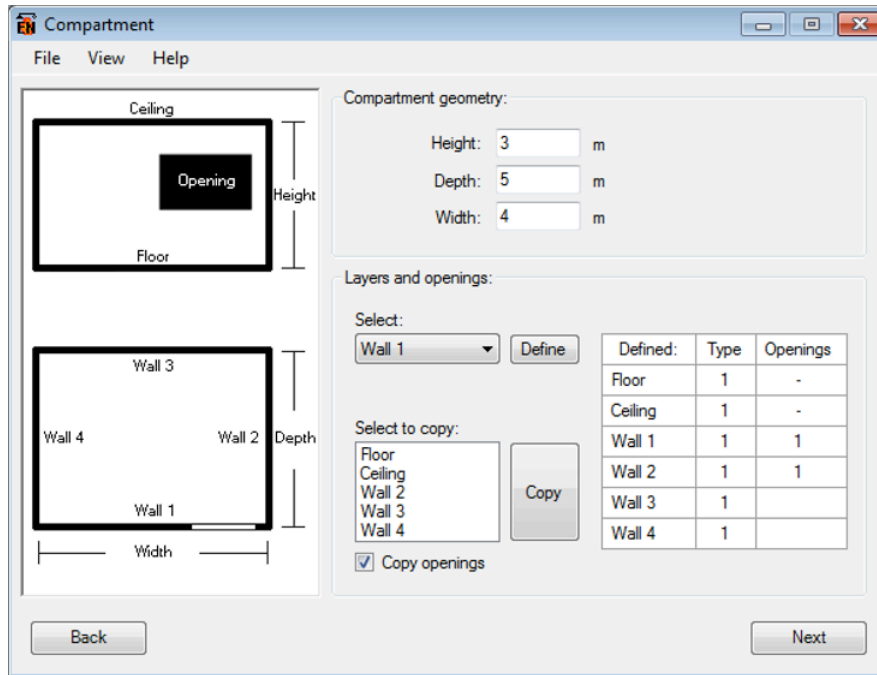 EN Compartment
File View Help
Ceiling
Opening
Height
Floor
Wall 3
Wall 4 Wall 2 Depth
Wall 1
Width
Compartment geometry:
Height: 3 m
Depth: 5 m
Width: 4 m
Layers and openings:
Select:
Wall 1 Define
Select to copy:
Floor
Ceiling
Wall 2
Wall 3
Wall 4
Copy
Copy openings
Defined: Type Openings
Floor 1 -
Ceiling 1 -
Wall 1 1 1
Wall 2 1 1
Wall 3 1
Wall 4 1
Back Next